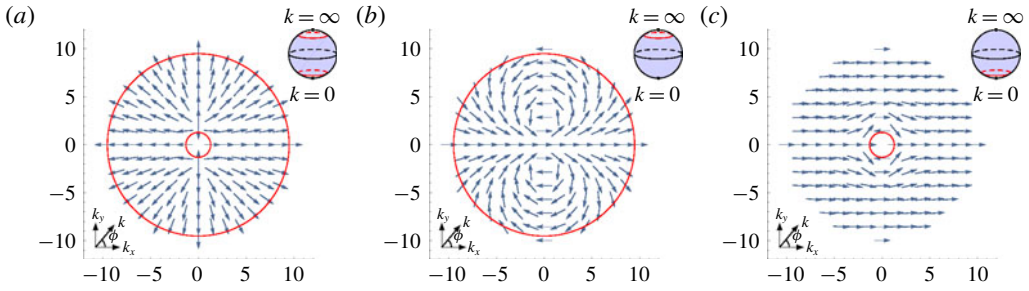 (a)
k = ∞
k = 0
10
5
0
−5
−10
k_y
k
ϕ
k_x
−10 −5 0 5 10
(b)
k = ∞
k = 0
10
5
0
−5
−10
k_y
k
ϕ
k_x
−10 −5 0 5 10
(c)
k = ∞
k = 0
10
5
0
−5
−10
k_y
k
ϕ
k_x
−10 −5 0 5 10